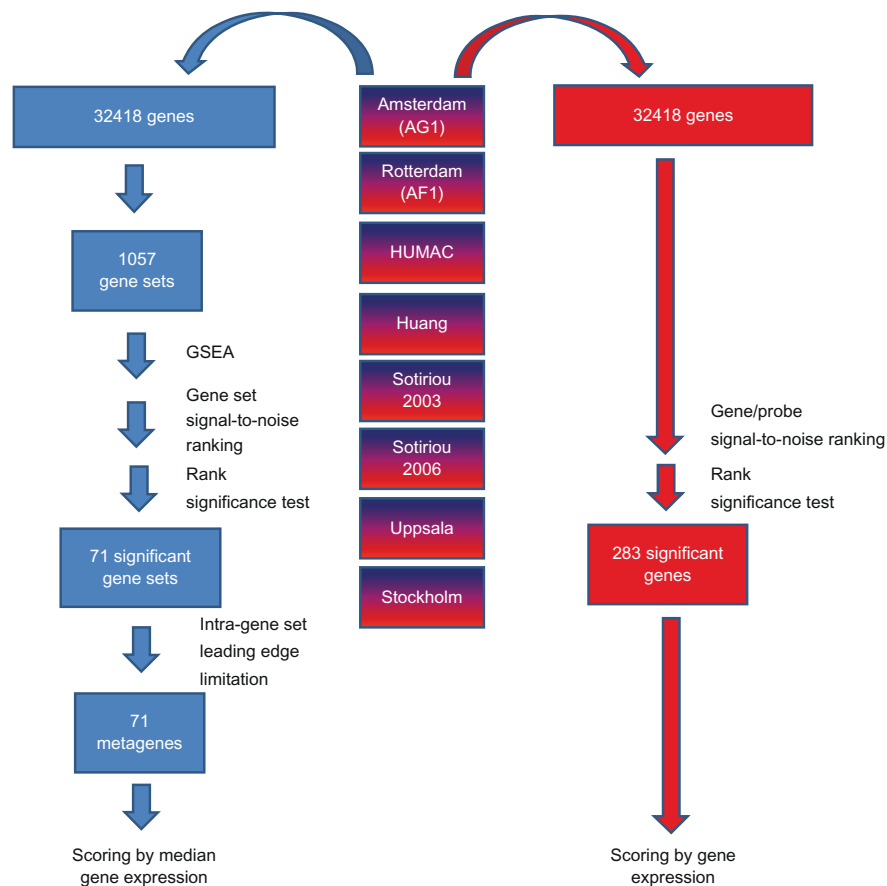 32418 genes
1057
gene sets
GSEA
Gene set
signal-to-noise
ranking
Rank
significance test
71 significant
gene sets
Intra-gene set
leading edge
limitation
71
metagenes
Scoring by median
gene expression
Amsterdam
(AG1)
Rotterdam
(AF1)
HUMAC
Huang
Sotiriou
2003
Sotiriou
2006
Uppsala
Stockholm
32418 genes
Gene/probe
signal-to-noise ranking
Rank
significance test
283 significant
genes
Scoring by gene
expression